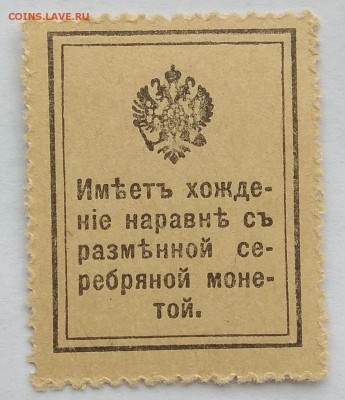 COINS.LAVE.RU
Имѣетъ хожде-
ніе наравнѣ съ
размѣнной се-
ребряной моне-
той.